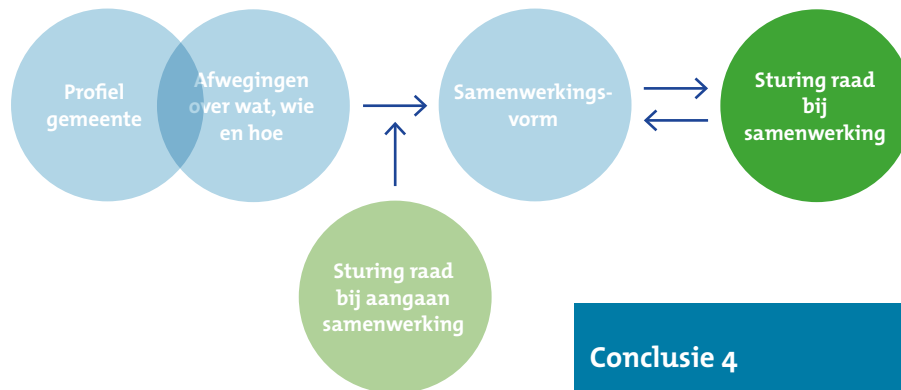 Profiel
gemeente
Afwegingen
over wat, wie
en hoe
Samenwerkings-
vorm
Sturing raad
bij
samenwerking
Sturing raad
bij aangaan
samenwerking
Conclusie 4